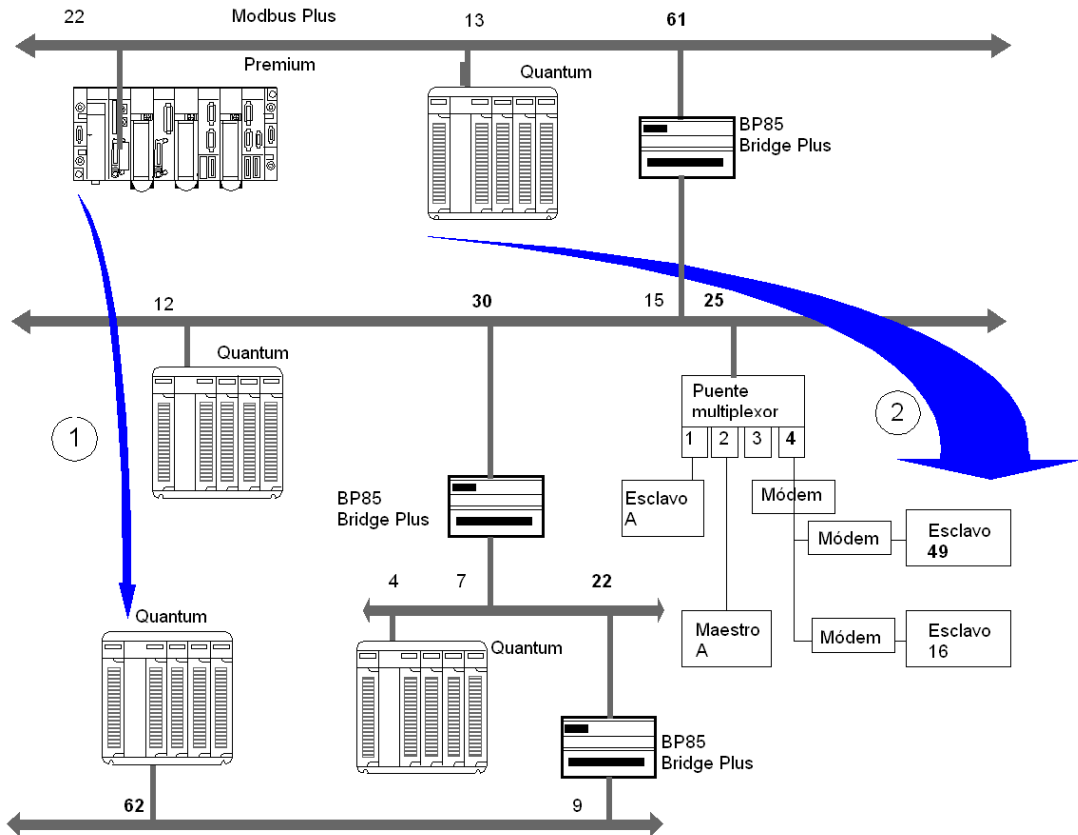 22
Modbus Plus
13
61
Premium
Quantum
BP85
Bridge Plus
12
30
15
25
Quantum
1
Puente
multiplexor
1
2
3
4
2
BP85
Bridge Plus
Esclavo
A
Módem
Módem
Esclavo
49
4
7
22
Quantum
Quantum
Maestro
A
Módem
Esclavo
16
BP85
Bridge Plus
62
9